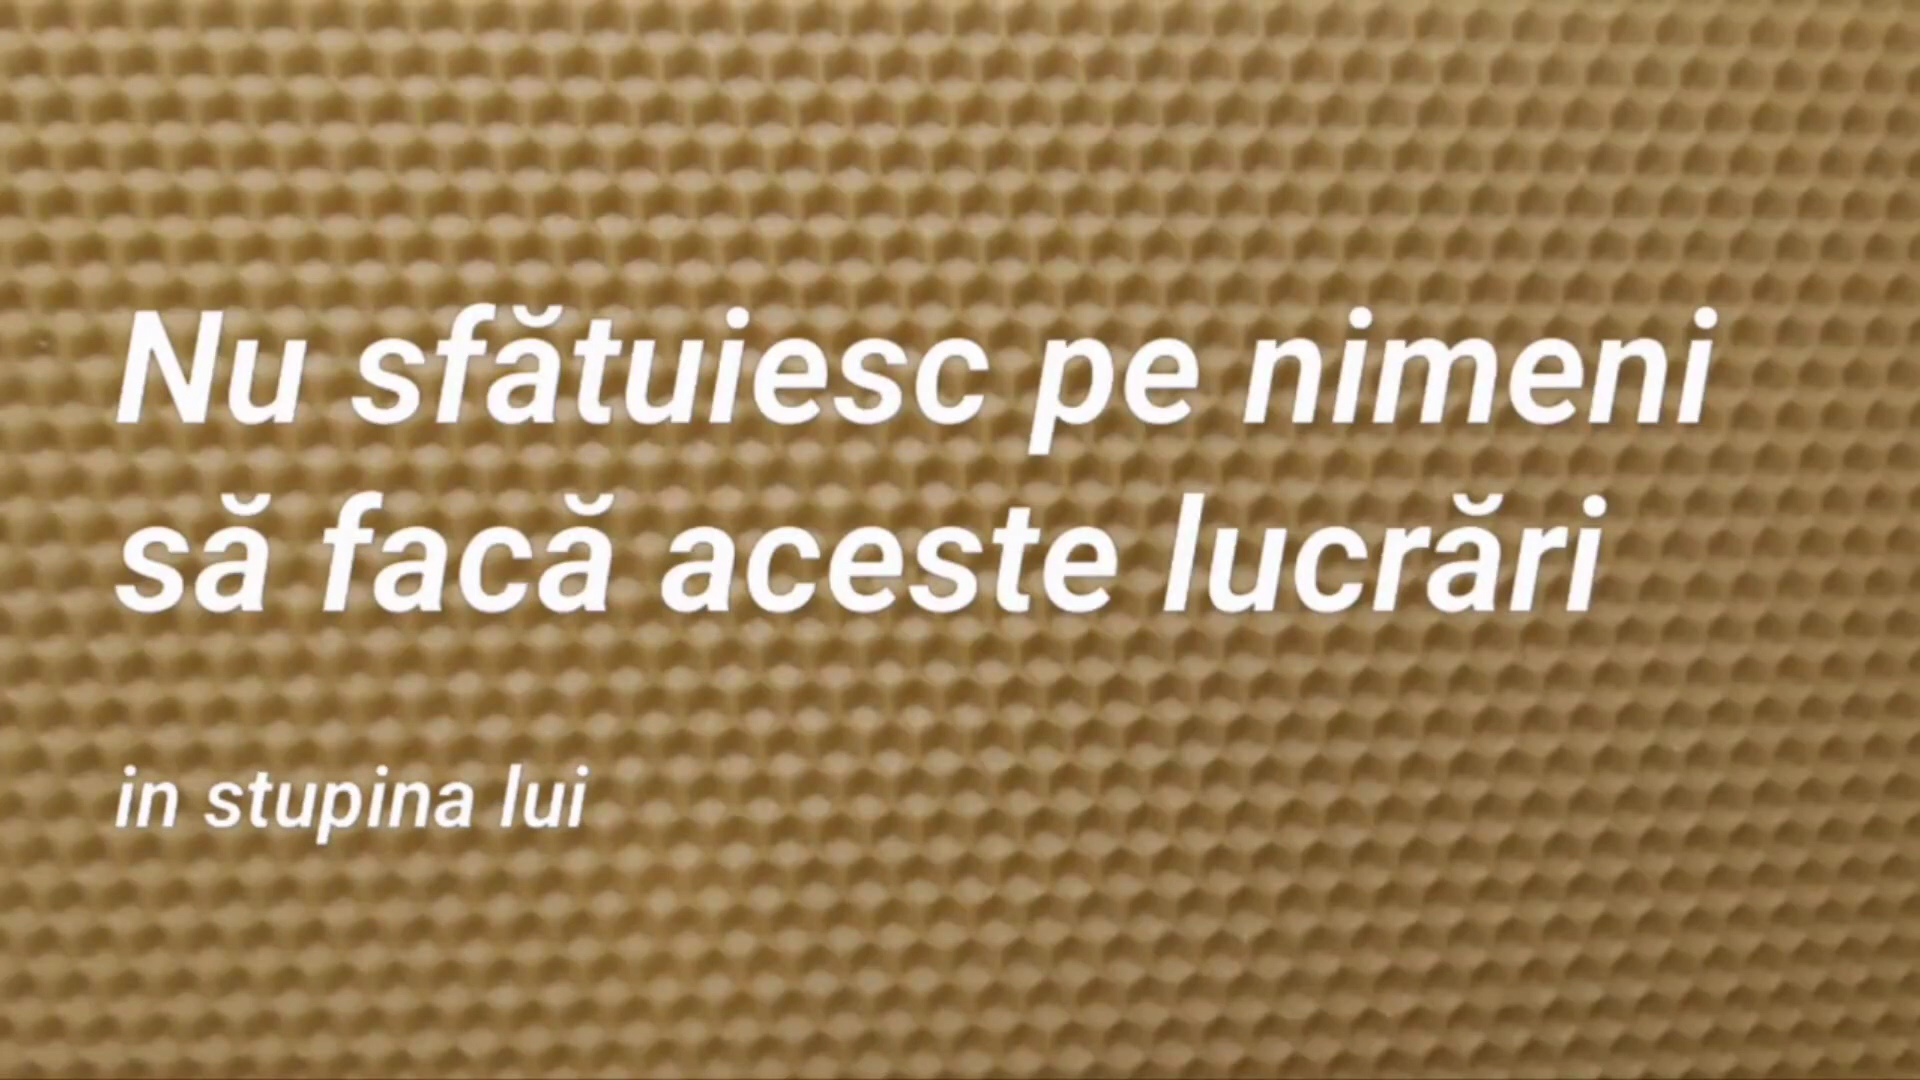 Nu sfătuiesc pe nimeni
să facă aceste lucrări
in stupina lui